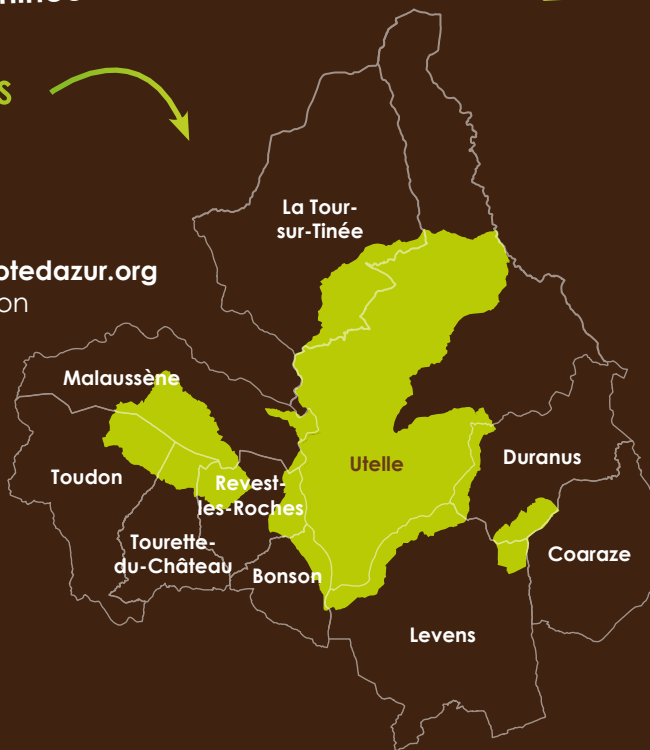 La Tour-
sur-Tinée
otedazur.org
on
Malaussène
Utelle
Duranus
Toudon
Revest-
les-Roches
Tourette-
du-Château
Bonson
Coaraze
Levens